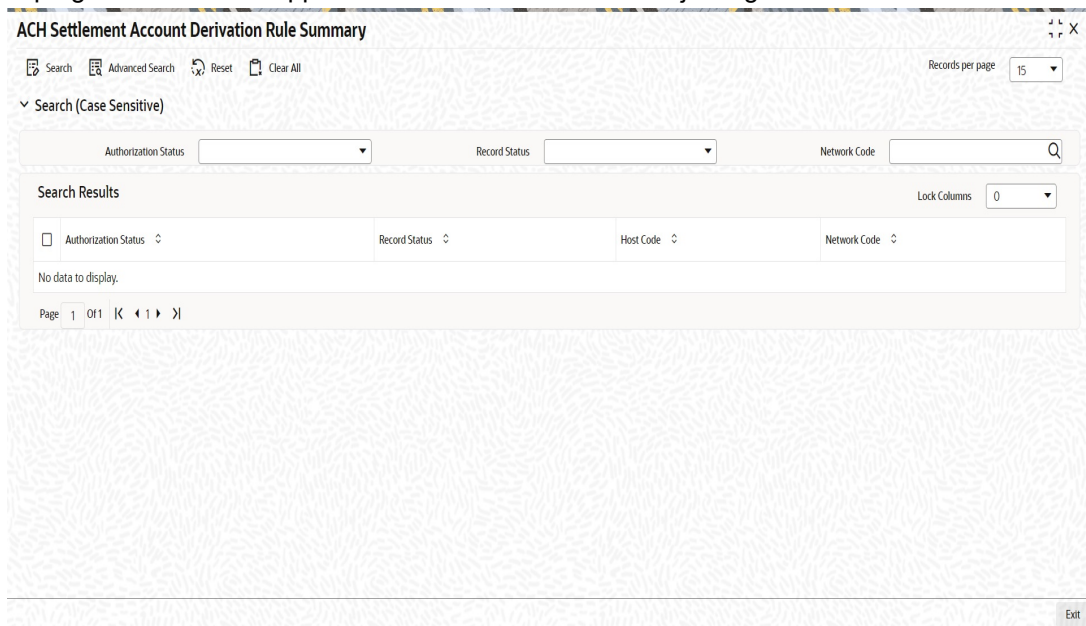 ACH Settlement Account Derivation Rule Summary
Search Advanced Search Reset Clear All Records per page 15
Search (Case Sensitive)
Authorization Status Record Status Network Code
Search Results Lock Columns 0
Authorization Status Record Status Host Code Network Code
No data to display.
Page 1 Of 1 1
Exit